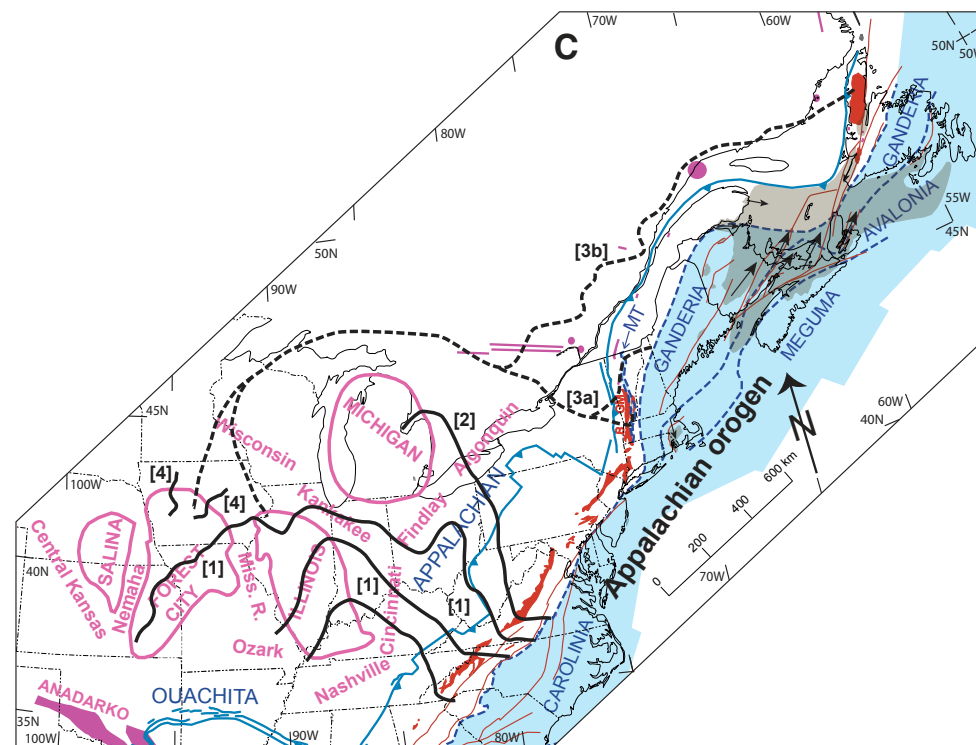 C
70W
60W
50N
50W
80W
GANDERIA
55W
45N
AVALONIA
50N
[3b]
90W
MT
GANDERIA
MEGUMA
[3a]
GM
B
45N
MICHIGAN
[2]
Algonquin
Wisconsin
Appalachian orogen
N
60W
40N
600 km
400
200
0
70W
100W
[4]
[4]
Kankakee
Findlay
APPALACHIAN
Central Kansas
SALINA
Nemaha
FOREST
CITY
[1]
Miss. R.
ILLINOIS
[1]
[1]
Cincinnati
40N
Ozark
Nashville
CAROLINIA
ANADARKO
OUACHITA
35N
100W
90W
80W